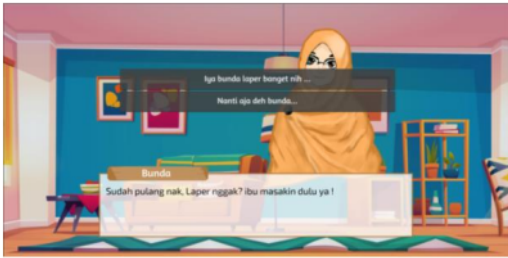 Iya bunda laper banget nih ...
Nanti aja deh bunda...
Bunda
Sudah pulang nak, Laper nggak? ibu masakin dulu ya !